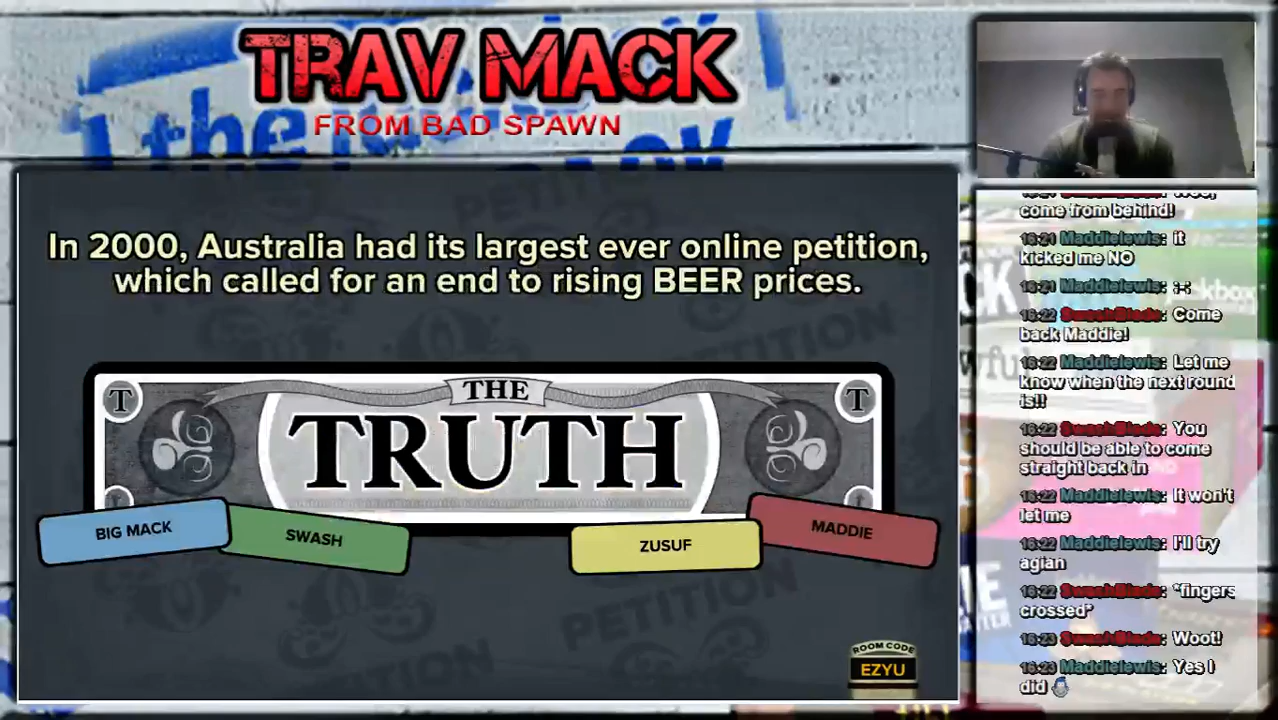 TRAV MACK
FROM BAD SPAWN
In 2000, Australia had its largest ever online petition,
which called for an end to rising BEER prices.
THE
TRUTH
T
T
BIG MACK
SWASH
ZUSUF
MADDIE
PETITION
ROOM CODE
EZYU
come from behind!
16:21 Maddielewis: it
kicked me NO
16:21 Maddielewis: :-:
16:22 SwashBlade: Come
back Maddie!
16:22 Maddielewis: Let me
know when the next round
is!!
16:22 SwashBlade: You
should be able to come
straight back in
16:22 Maddielewis: It won't
let me
16:22 Maddielewis: I'll try
agian
16:22 SwashBlade: *fingers
crossed*
16:23 SwashBlade: Woot!
16:23 Maddielewis: Yes I
did